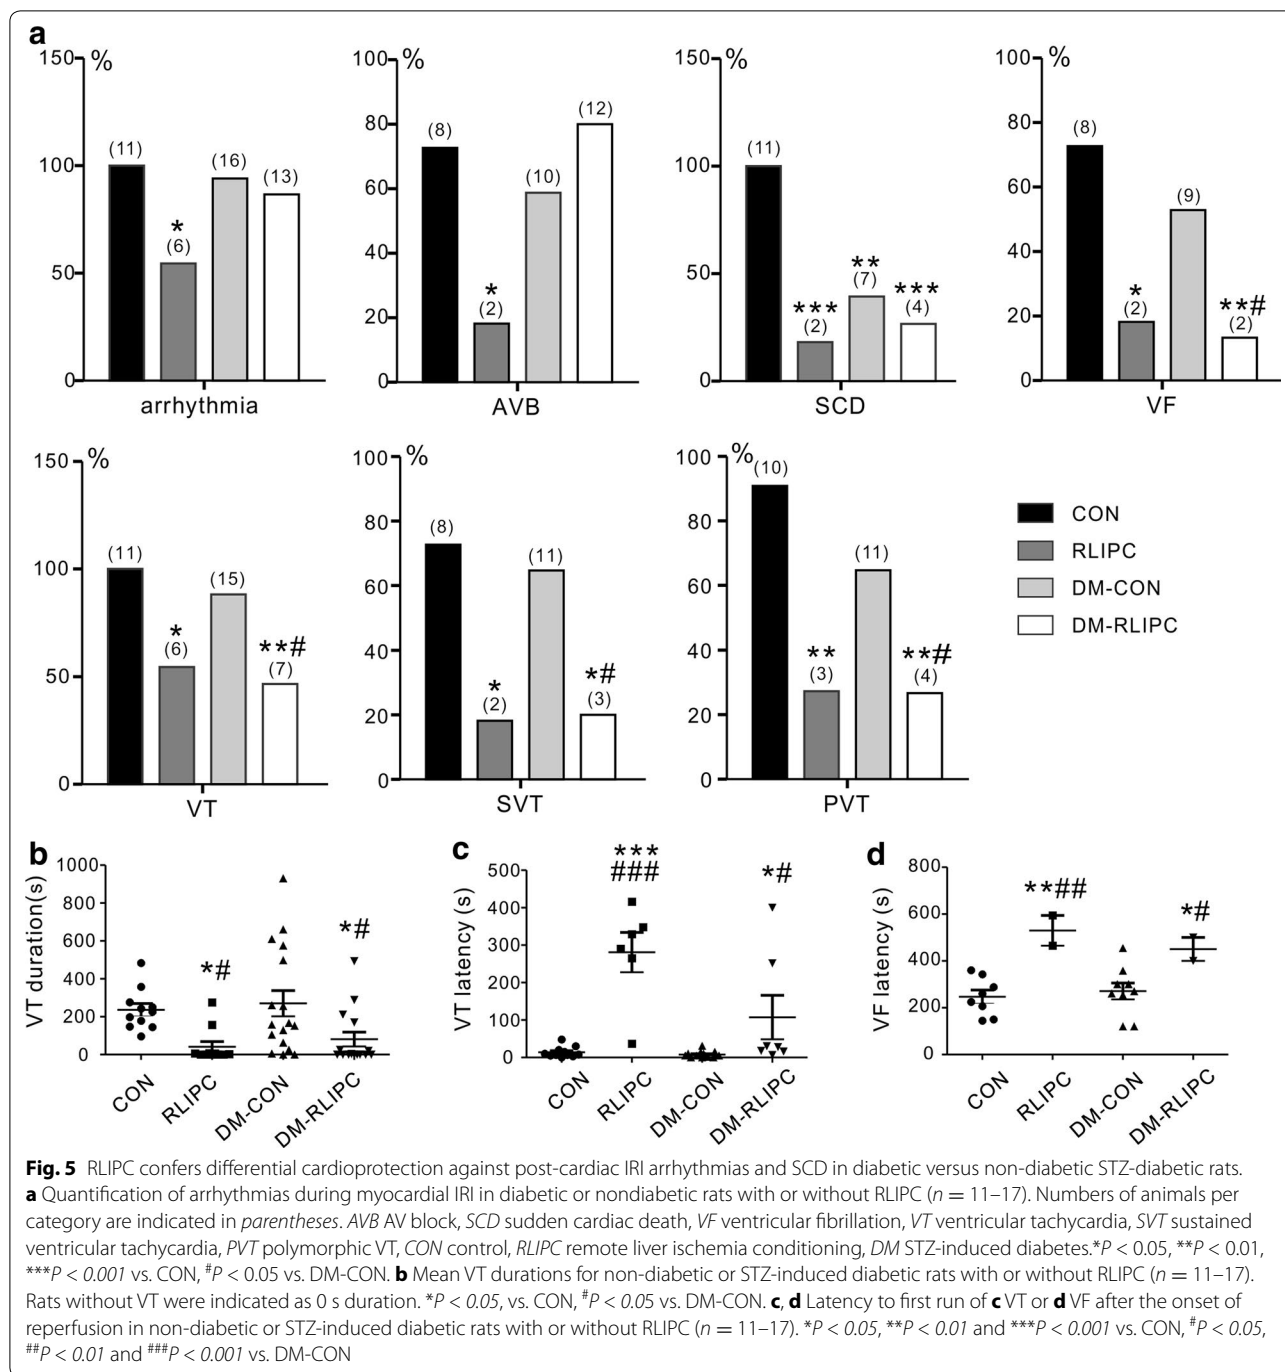 a
150 %
100
50
0
(11)
*
(6)
(16)
(13)
arrhythmia
100 %
80
60
40
20
0
(8)
*
(2)
(10)
(12)
AVB
150 %
100
50
0
(11)
***
(2)
**
(7)
***
(4)
SCD
100 %
80
60
40
20
0
(8)
*
(2)
(9)
**#
(2)
VF
150 %
100
50
0
(11)
*
(6)
(15)
**#
(7)
VT
100 %
80
60
40
20
0
(8)
*
(2)
(11)
*#
(3)
SVT
100 %
80
60
40
20
0
(10)
**
(3)
(11)
**#
(4)
PVT
CON
RLIPC
DM-CON
DM-RLIPC
b
VT duration(s)
1000
800
600
400
200
0
*#
*#
CON
RLIPC
DM-CON
DM-RLIPC
c
VT latency (s)
500
400
300
200
100
0
***
###
*#
CON
RLIPC
DM-CON
DM-RLIPC
d
VF latency (s)
800
600
400
200
0
**##
*#
CON
RLIPC
DM-CON
DM-RLIPC
Fig. 5 RLIPC confers differential cardioprotection against post-cardiac IRI arrhythmias and SCD in diabetic versus non-diabetic STZ-diabetic rats.
a Quantification of arrhythmias during myocardial IRI in diabetic or nondiabetic rats with or without RLIPC (n = 11–17). Numbers of animals per
category are indicated in parentheses. AVB AV block, SCD sudden cardiac death, VF ventricular fibrillation, VT ventricular tachycardia, SVT sustained
ventricular tachycardia, PVT polymorphic VT, CON control, RLIPC remote liver ischemia conditioning, DM STZ-induced diabetes.*P < 0.05, **P < 0.01,
***P < 0.001 vs. CON, #P < 0.05 vs. DM-CON. b Mean VT durations for non-diabetic or STZ-induced diabetic rats with or without RLIPC (n = 11–17).
Rats without VT were indicated as 0 s duration. *P < 0.05, vs. CON, #P < 0.05 vs. DM-CON. c, d Latency to first run of c VT or d VF after the onset of
reperfusion in non-diabetic or STZ-induced diabetic rats with or without RLIPC (n = 11–17). *P < 0.05, **P < 0.01 and ***P < 0.001 vs. CON, #P < 0.05,
##P < 0.01 and ###P < 0.001 vs. DM-CON